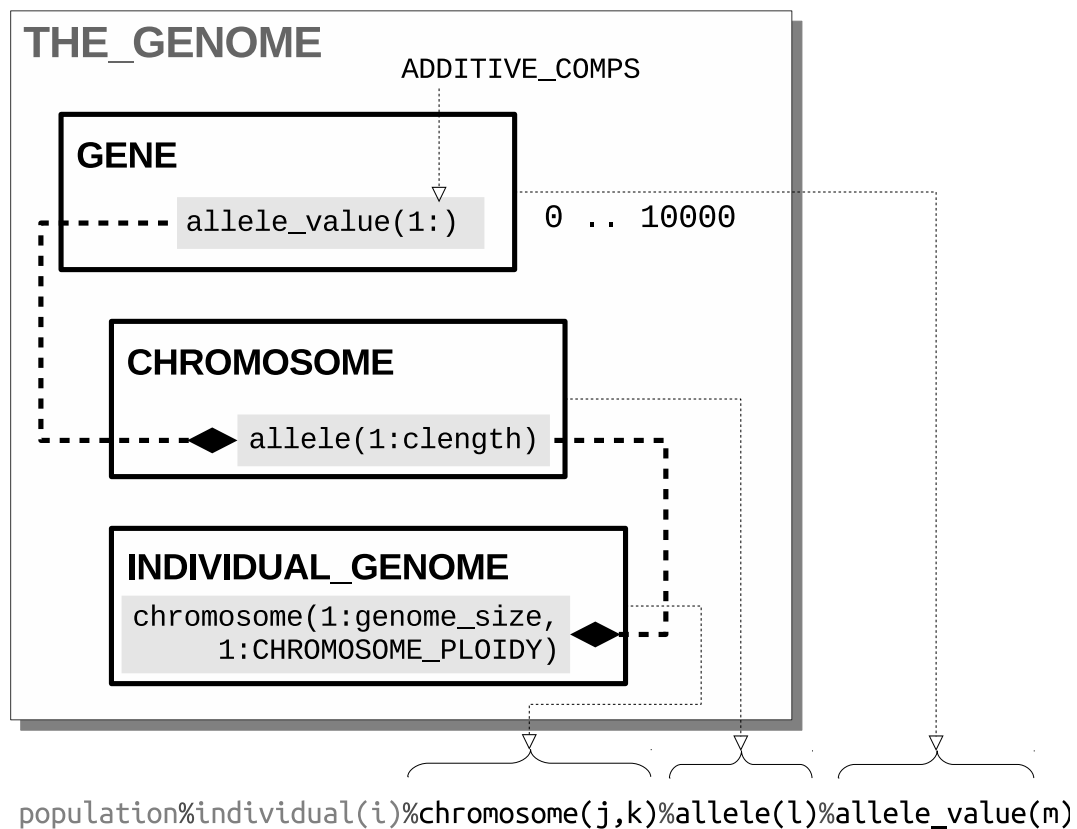 THE_GENOME
ADDITIVE_COMPS
GENE
allele_value(1:)
0 .. 10000
CHROMOSOME
allele(1:clength)
INDIVIDUAL_GENOME
chromosome(1:genome_size,
1:CHROMOSOME_PLOIDY)
population%individual(i)%chromosome(j,k)%allele(l)%allele_value(m)